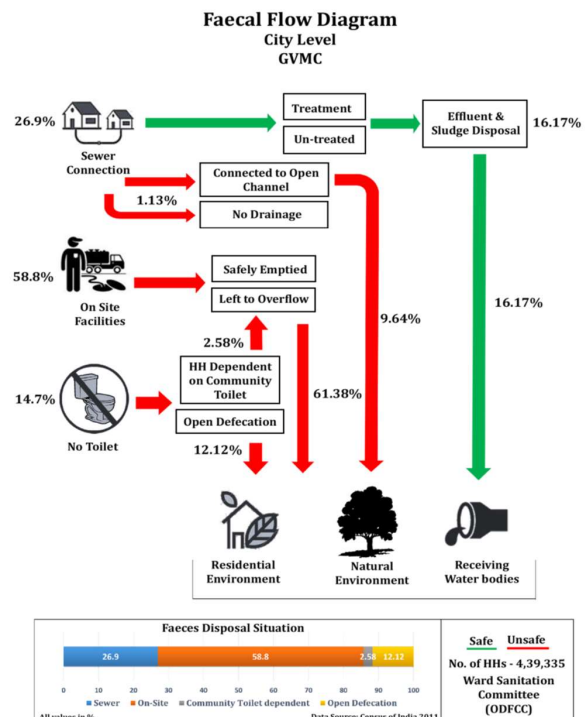 Faecal Flow Diagram
City Level
GVMC
26.9%
Sewer
Connection
Treatment
Un-treated
Effluent &
Sludge Disposal
16.17%
1.13%
Connected to Open
Channel
No Drainage
58.8%
On Site
Facilities
Safely Emptied
Left to Overflow
9.64%
16.17%
2.58%
14.7%
No Toilet
HH Dependent
on Community
Toilet
Open Defecation
61.38%
12.12%
Residential
Environment
Natural
Environment
Receiving
Water bodies
Faeces Disposal Situation
26.9 58.8 2.58 12.12
0 10 20 30 40 50 60 70 80 90 100
Sewer On-Site Community Toilet dependent Open Defecation
All values in % Data Source: Census of India 2011
Safe Unsafe
No. of HHs - 4,39,335
Ward Sanitation
Committee
(ODFCC)